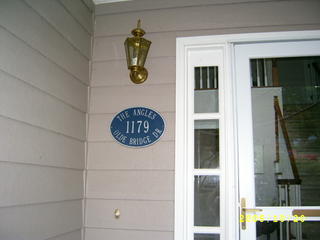 THE ANGLES
1179
OLDE BRIDGE DR.